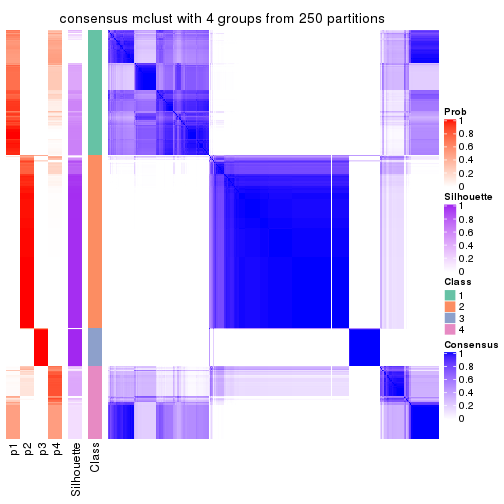 consensus mclust with 4 groups from 250 partitions
Prob
1
0.8
0.6
0.4
0.2
0
Silhouette
1
0.8
0.6
0.4
0.2
0
Class
1
2
3
4
Consensus
1
0.8
0.6
0.4
0.2
0
p1
p2
p3
p4
Silhouette
Class